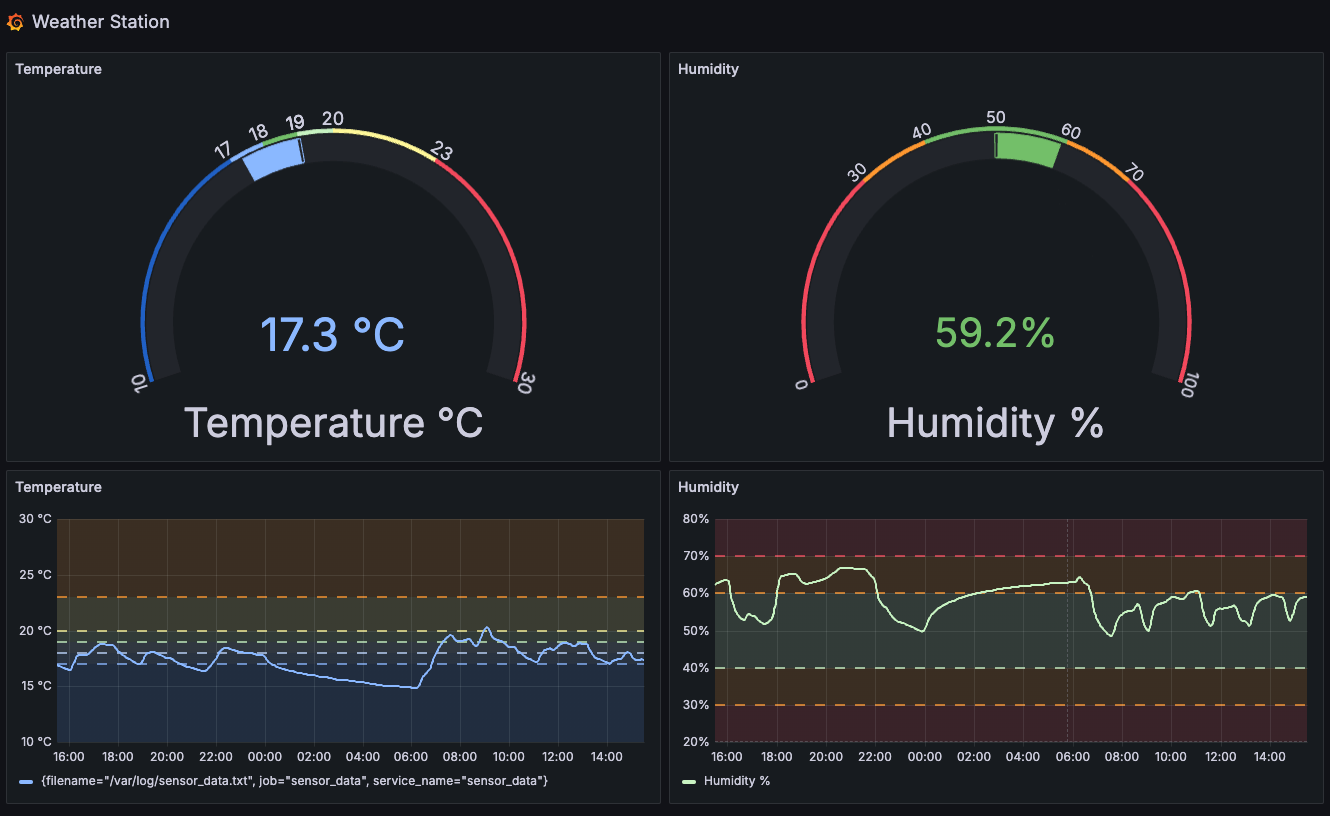 Weather Station
Temperature
17 18 19 20 23
10 30
17.3 °C
Temperature °C
Humidity
30 40 50 60 70
0 100
59.2%
Humidity %
Temperature
30 °C
25 °C
20 °C
15 °C
10 °C
16:00 18:00 20:00 22:00 00:00 02:00 04:00 06:00 08:00 10:00 12:00 14:00
{filename="/var/log/sensor_data.txt", job="sensor_data", service_name="sensor_data"}
Humidity
80%
70%
60%
50%
40%
30%
20%
16:00 18:00 20:00 22:00 00:00 02:00 04:00 06:00 08:00 10:00 12:00 14:00
Humidity %